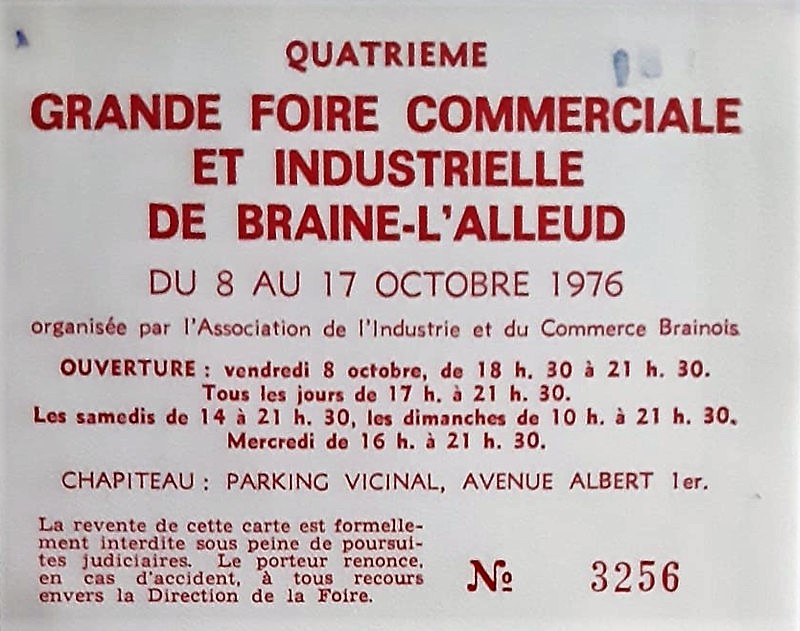 QUATRIEME
GRANDE FOIRE COMMERCIALE
ET INDUSTRIELLE
DE BRAINE-L'ALLEUD
DU 8 AU 17 OCTOBRE 1976
organisée par l'Association de l'Industrie et du Commerce Brainois
OUVERTURE : vendredi 8 octobre, de 18 h. 30 à 21 h. 30.
Tous les jours de 17 h. à 21 h. 30.
Les samedis de 14 à 21 h. 30, les dimanches de 10 h. à 21 h. 30.
Mercredi de 16 h. à 21 h. 30.
CHAPITEAU : PARKING VICINAL, AVENUE ALBERT 1er.
La revente de cette carte est formelle-
ment interdite sous peine de poursui-
tes judiciaires. Le porteur renonce,
en cas d'accident, à tous recours
envers la Direction de la Foire.
Nº 3256